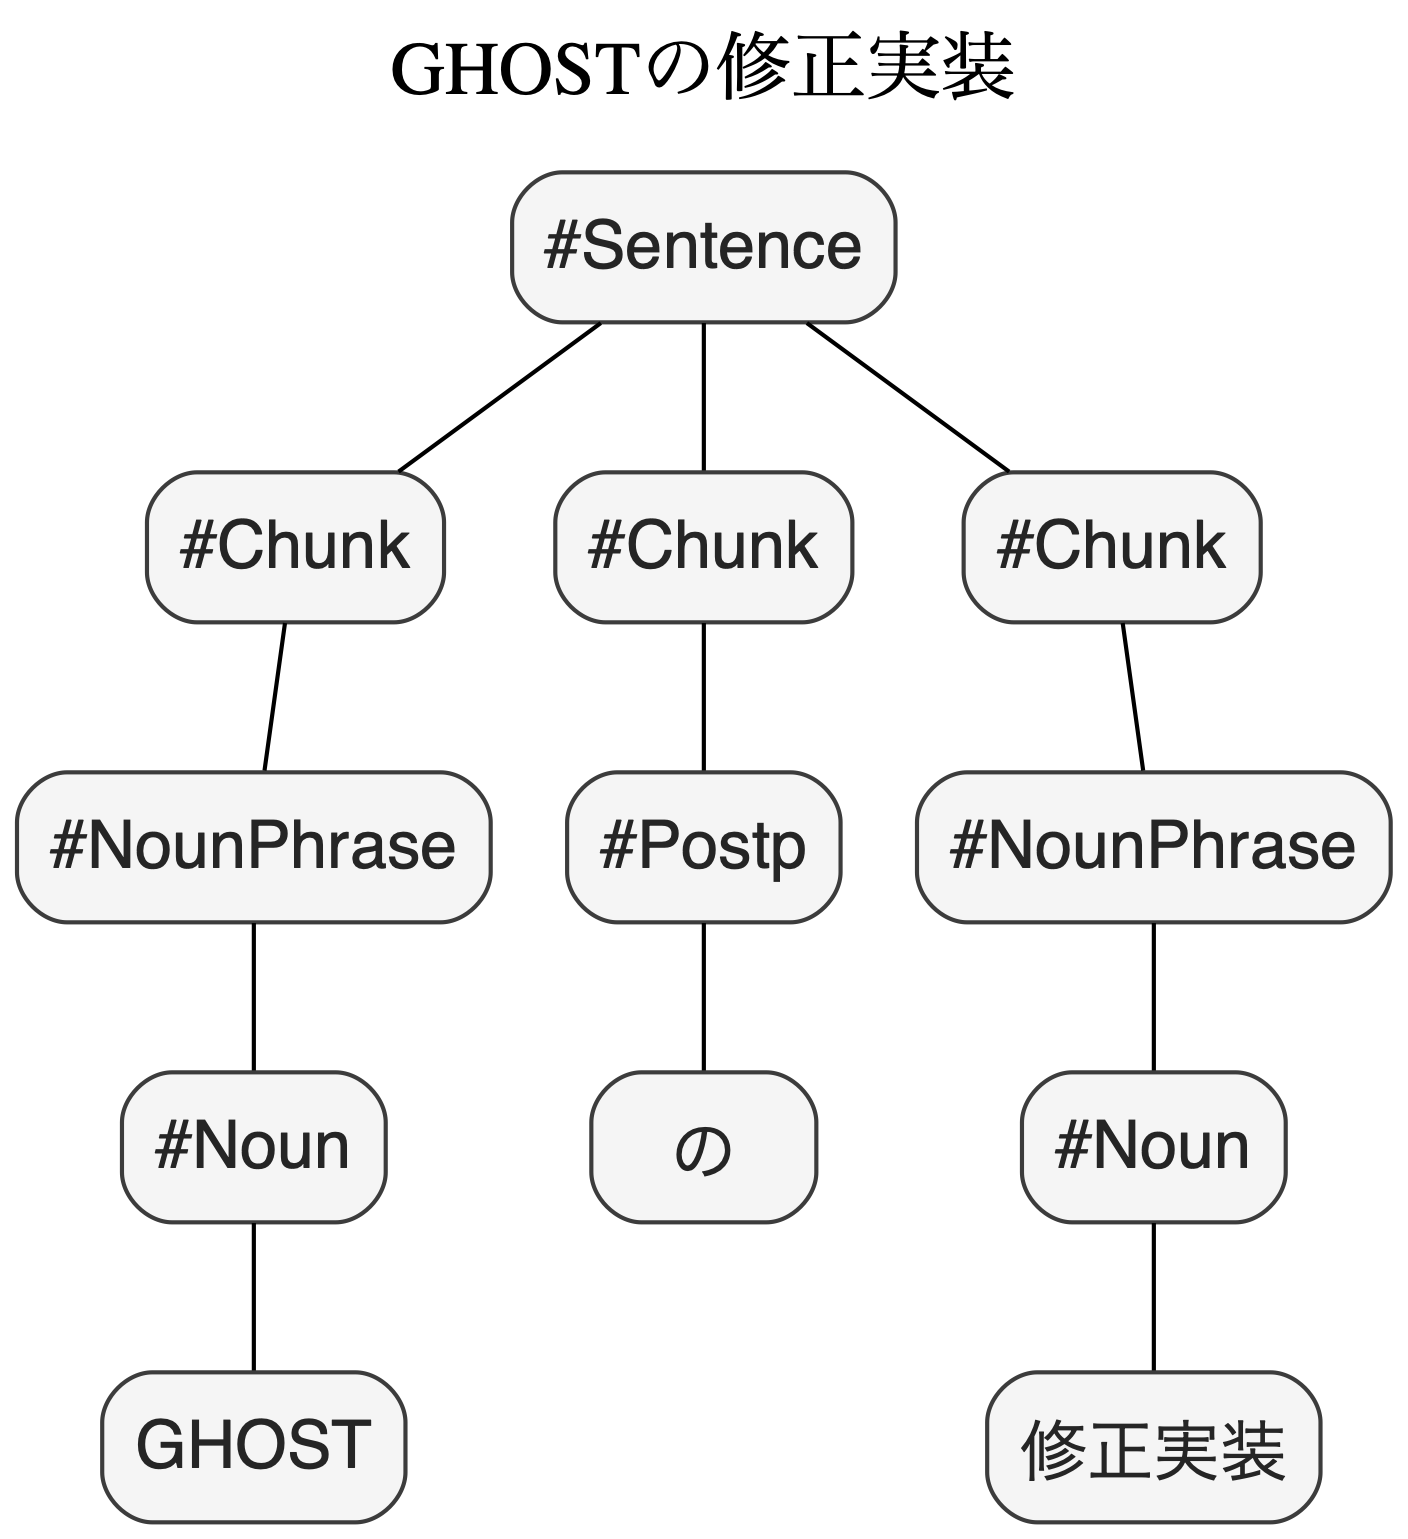 GHOSTの修正実装
#Sentence
#Chunk #Chunk #Chunk
#NounPhrase #Postp #NounPhrase
#Noun の #Noun
GHOST 修正実装